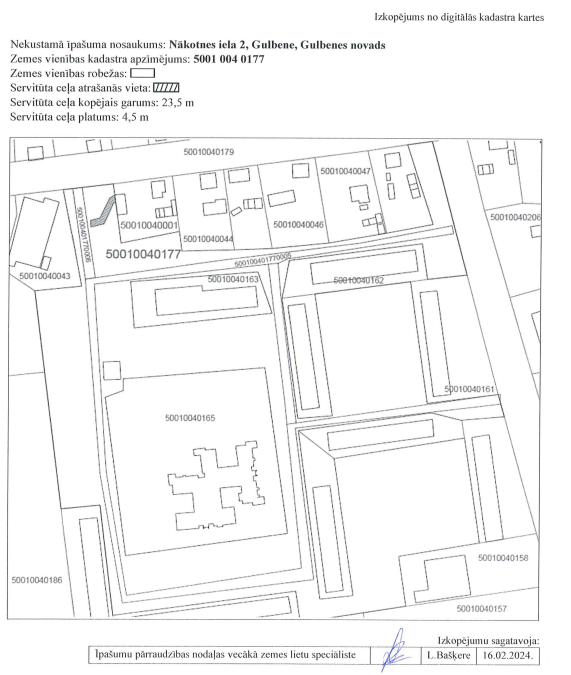 Izkopējums no digitālās kadastra kartes
Nekustamā īpašuma nosaukums: Nākotnes iela 2, Gulbene, Gulbenes novads
Zemes vienības kadastra apzīmējums: 5001 004 0177
Zemes vienības robežas:
Servitūta ceļa atrašanās vieta:
Servitūta ceļa kopējais garums: 23,5 m
Servitūta ceļa platums: 4,5 m
50010040179
50010040047
50010040206
500100401770006
50010040001
50010040046
50010040044
50010040177
500100401770005
50010040043
50010040163
50010040162
50010040161
50010040165
50010040158
50010040186
50010040157
Izkopējumu sagatavoja:
Īpašumu pārraudzības nodaļas vecākā zemes lietu speciāliste
L.Bašķere
16.02.2024.